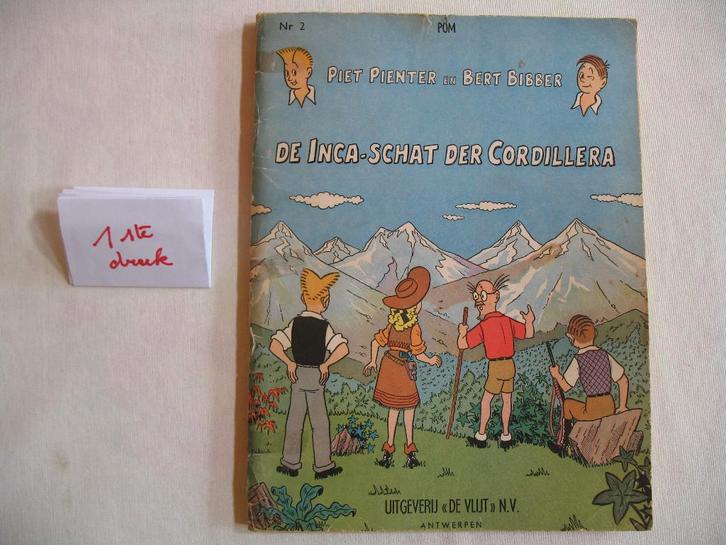 Nr 2
POM
PIET PIENTER EN BERT BIBBER
DE INCA-SCHAT DER CORDILLERA
1 ste
druk
UITGEVERIJ «DE VLIJT» N.V.
ANTWERPEN